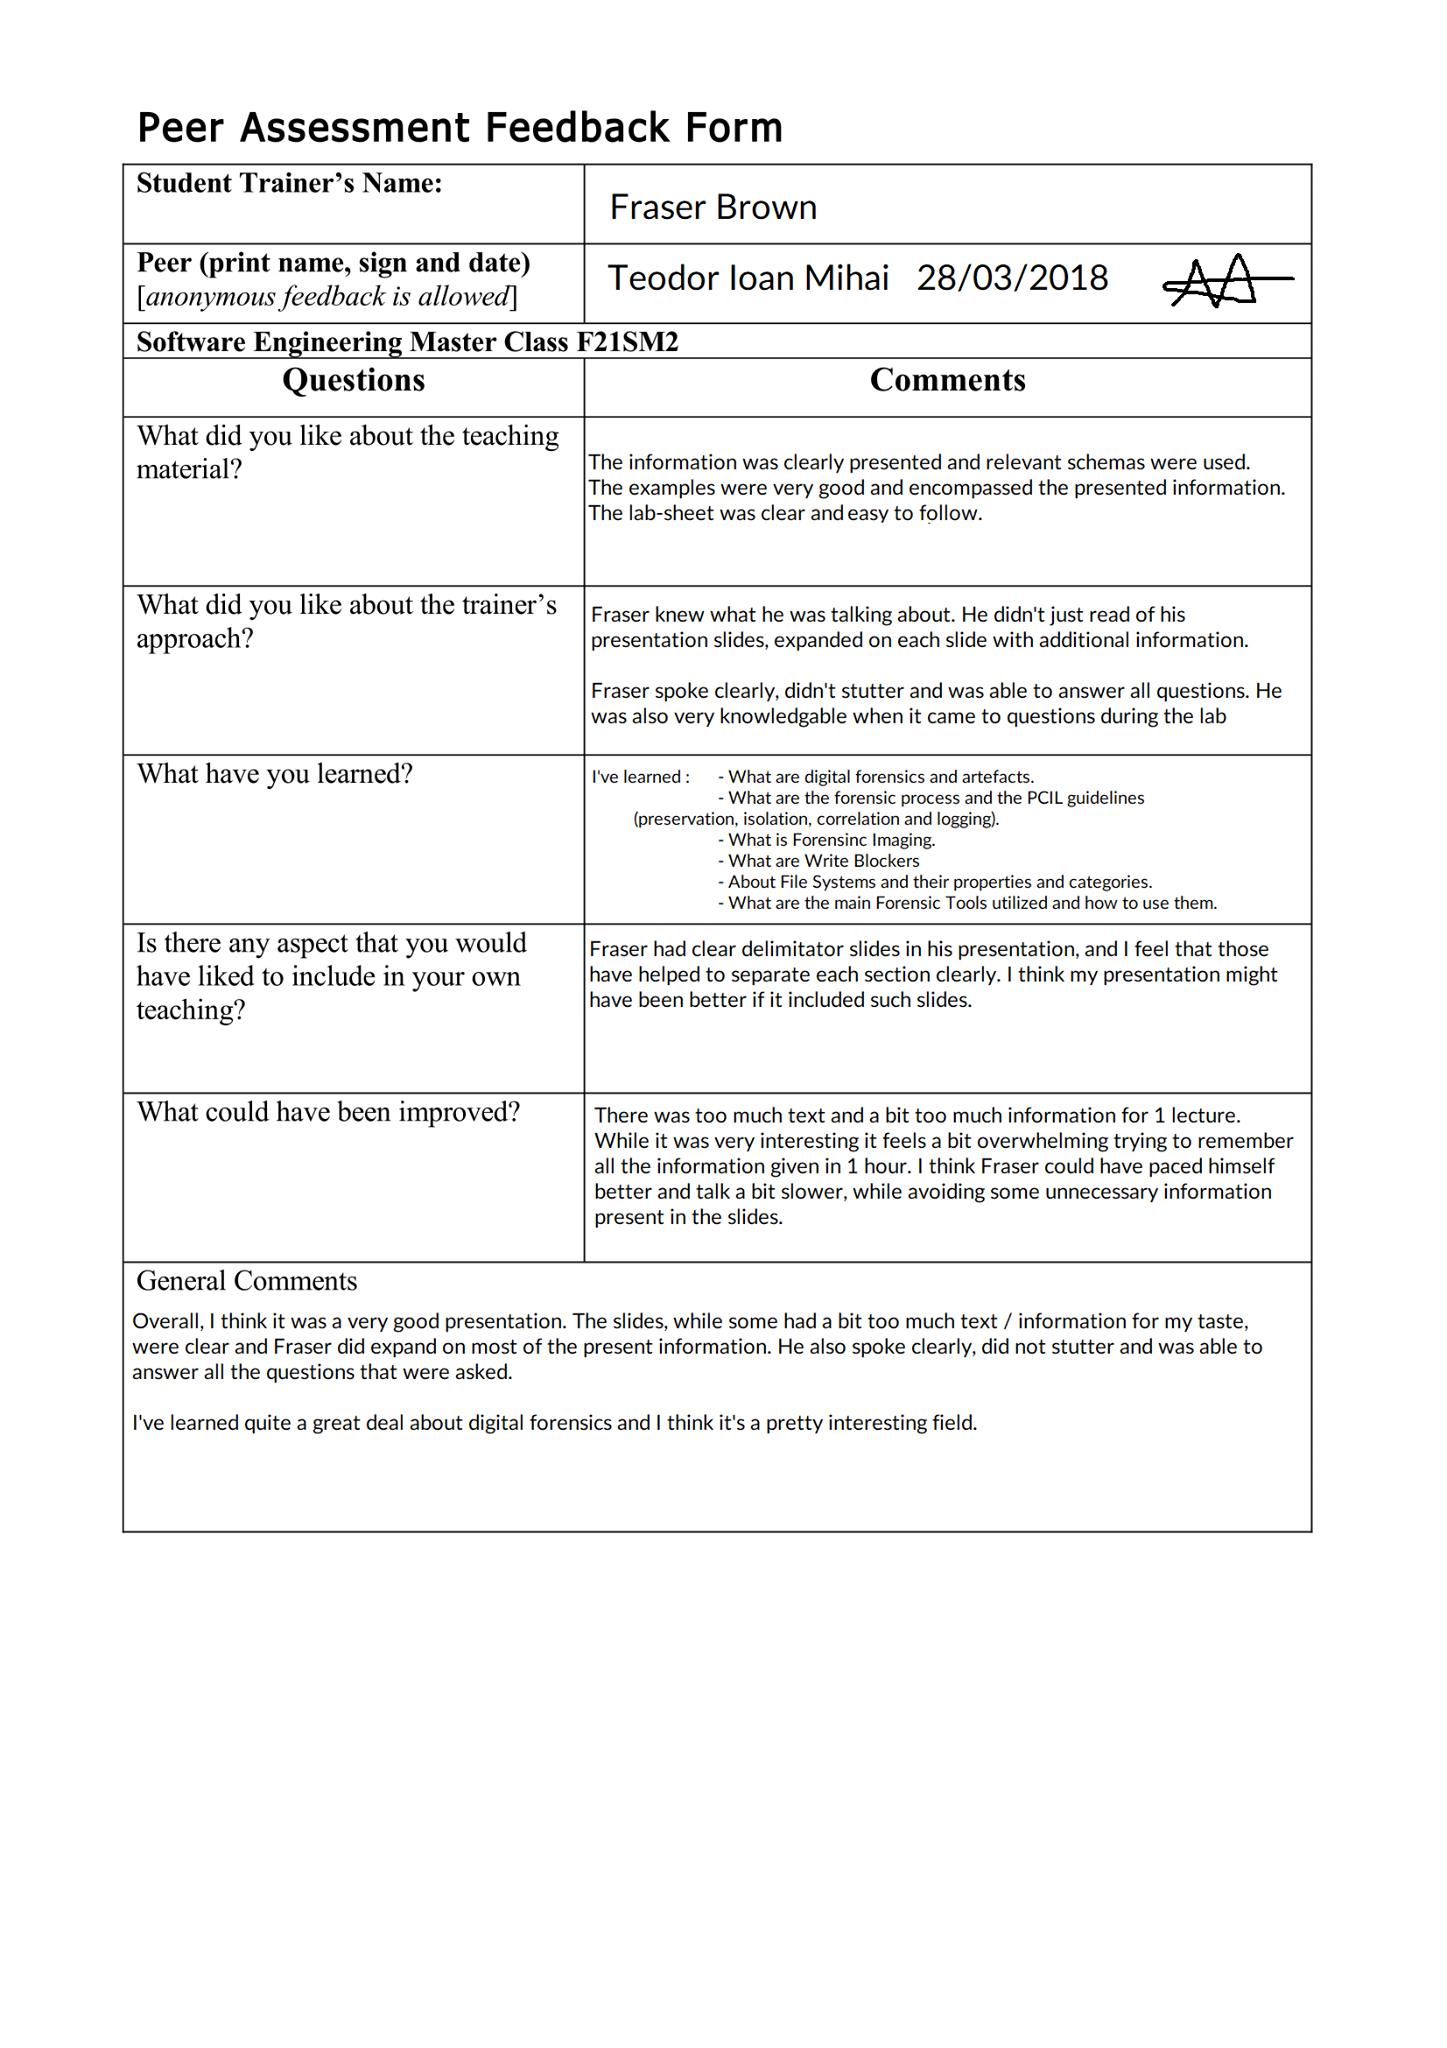 Peer Assessment Feedback Form
Student Trainer’s Name:
Fraser Brown
Peer (print name, sign and date)
[anonymous feedback is allowed]
Teodor Ioan Mihai 28/03/2018
Software Engineering Master Class F21SM2
Questions
Comments
What did you like about the teaching
material?
The information was clearly presented and relevant schemas were used.
The examples were very good and encompassed the presented information.
The lab-sheet was clear and easy to follow.
What did you like about the trainer’s
approach?
Fraser knew what he was talking about. He didn't just read of his
presentation slides, expanded on each slide with additional information.
Fraser spoke clearly, didn't stutter and was able to answer all questions. He
was also very knowledgable when it came to questions during the lab
What have you learned?
I've learned : - What are digital forensics and artefacts.
- What are the forensic process and the PCIL guidelines
(preservation, isolation, correlation and logging).
- What is Forensinc Imaging.
- What are Write Blockers
- About File Systems and their properties and categories.
- What are the main Forensic Tools utilized and how to use them.
Is there any aspect that you would
have liked to include in your own
teaching?
Fraser had clear delimitator slides in his presentation, and I feel that those
have helped to separate each section clearly. I think my presentation might
have been better if it included such slides.
What could have been improved?
There was too much text and a bit too much information for 1 lecture.
While it was very interesting it feels a bit overwhelming trying to remember
all the information given in 1 hour. I think Fraser could have paced himself
better and talk a bit slower, while avoiding some unnecessary information
present in the slides.
General Comments
Overall, I think it was a very good presentation. The slides, while some had a bit too much text / information for my taste,
were clear and Fraser did expand on most of the present information. He also spoke clearly, did not stutter and was able to
answer all the questions that were asked.
I've learned quite a great deal about digital forensics and I think it's a pretty interesting field.